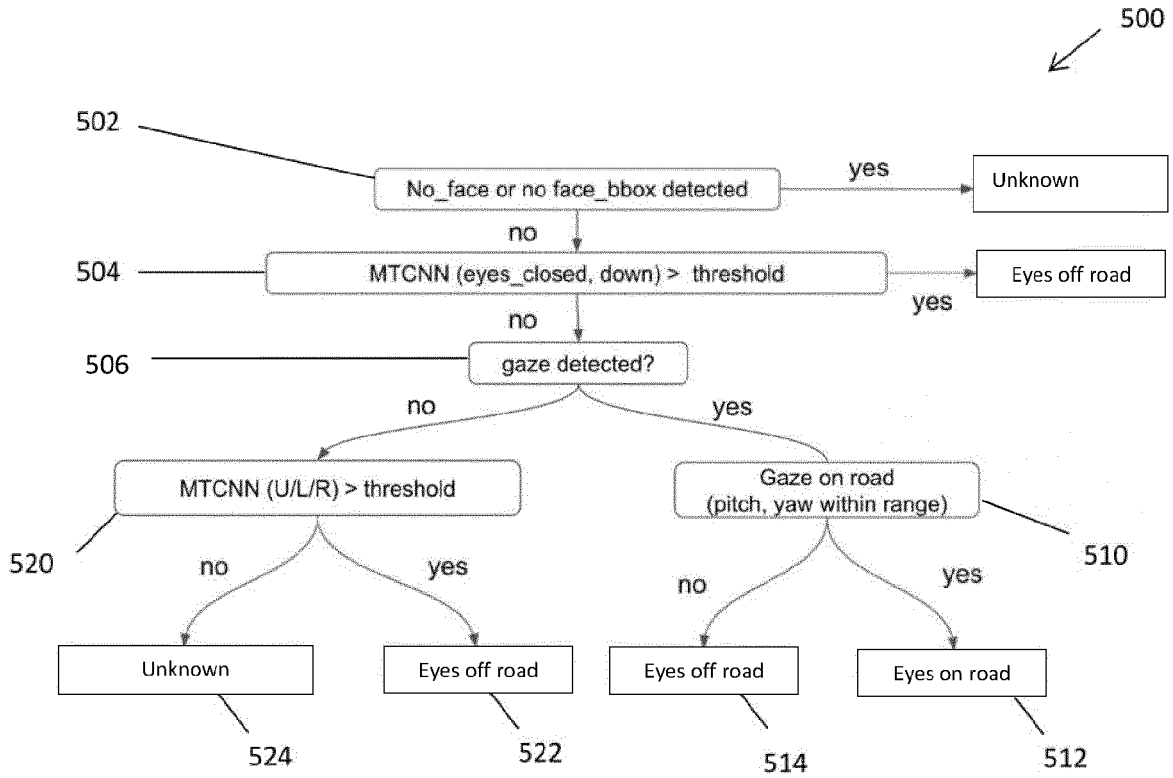 500
502
No_face or no face_bbox detected
yes
Unknown
no
504
MTCNN (eyes_closed, down) > threshold
yes
Eyes off road
no
506
gaze detected?
no
yes
MTCNN (U/L/R) > threshold
Gaze on road
(pitch, yaw within range)
520
510
no
yes
no
yes
Unknown
Eyes off road
Eyes off road
Eyes on road
524
522
514
512